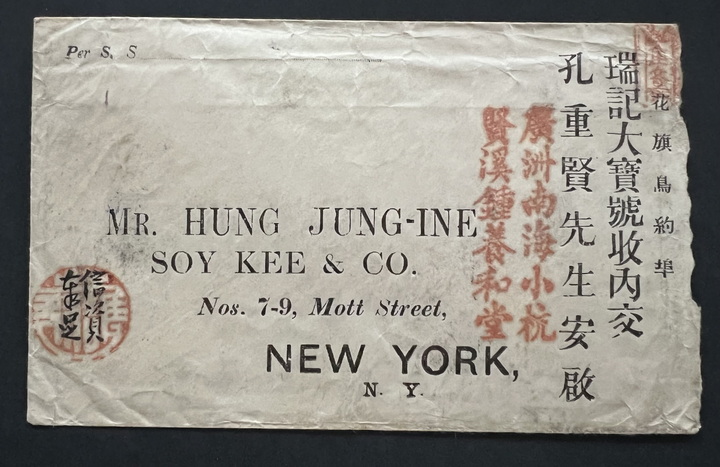 Per S. S
花旗鳥約埠
瑞記大寶號收內交
孔重賢先生安啟
廣洲南海小杭
賢溪鍾養和堂
MR. HUNG JUNG-INE
SOY KEE & CO.
Nos. 7-9, Mott Street,
NEW YORK,
N. Y.
信資